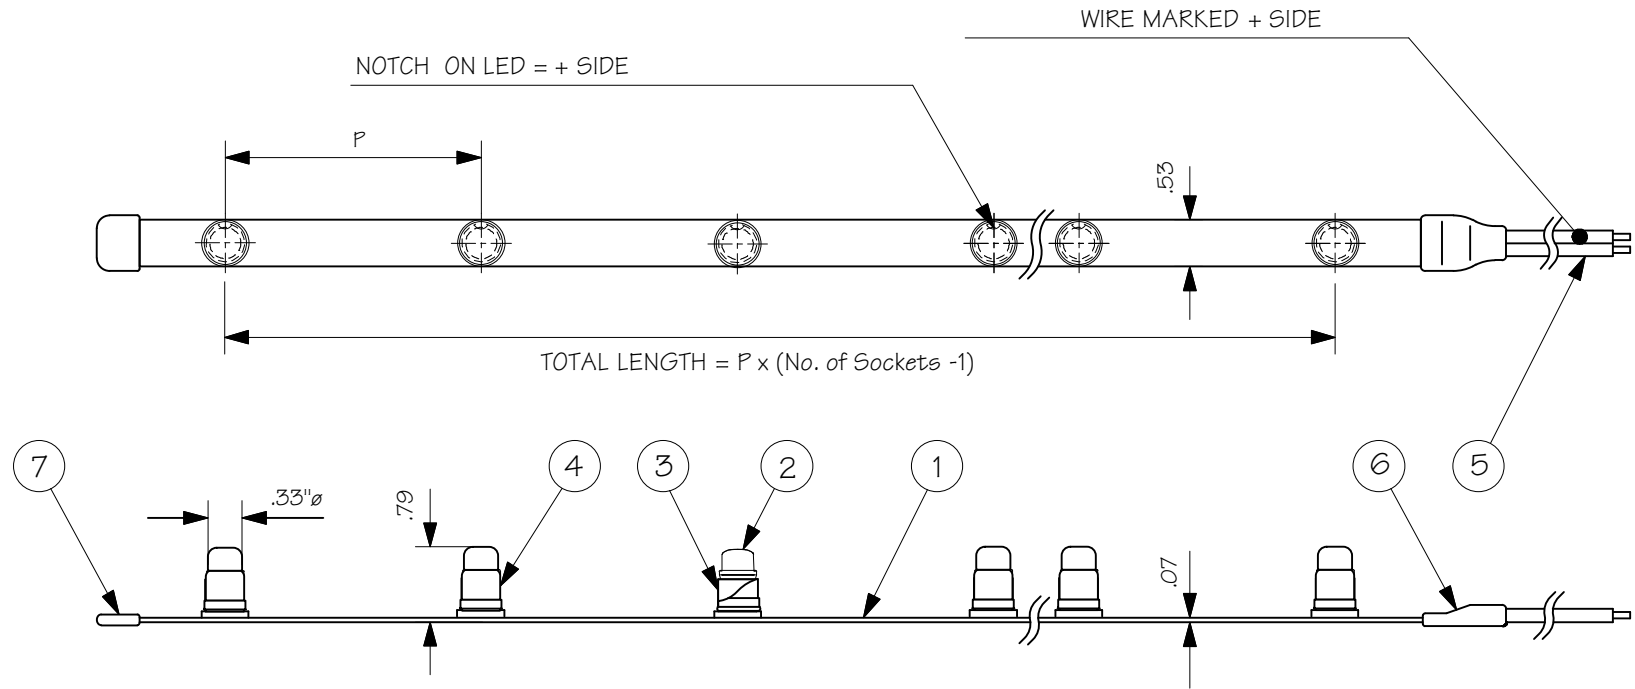 WIRE MARKED + SIDE
NOTCH ON LED = + SIDE
P
.53
TOTAL LENGTH = P x (No. of Sockets -1)
7
4
3
2
1
6
5
.33"ø
.79
.07